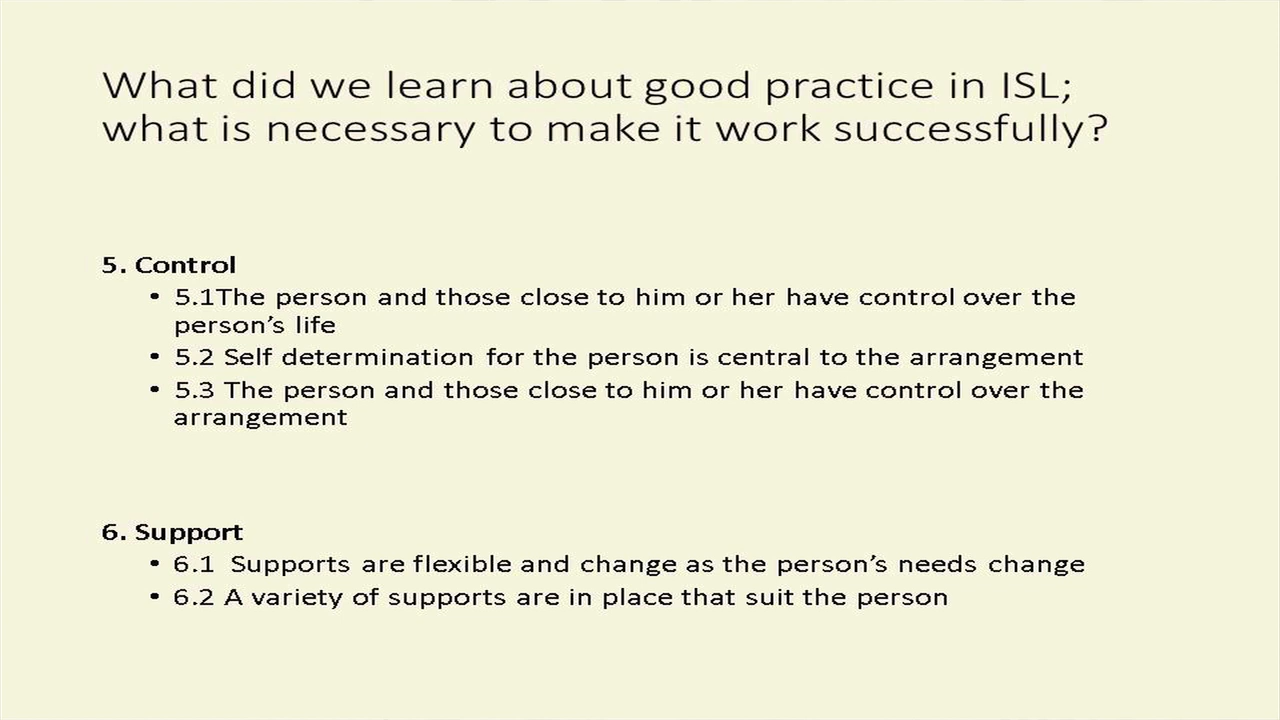 What did we learn about good practice in ISL;
what is necessary to make it work successfully?
5. Control
• 5.1The person and those close to him or her have control over the
person’s life
• 5.2 Self determination for the person is central to the arrangement
• 5.3 The person and those close to him or her have control over the
arrangement
6. Support
• 6.1 Supports are flexible and change as the person’s needs change
• 6.2 A variety of supports are in place that suit the person